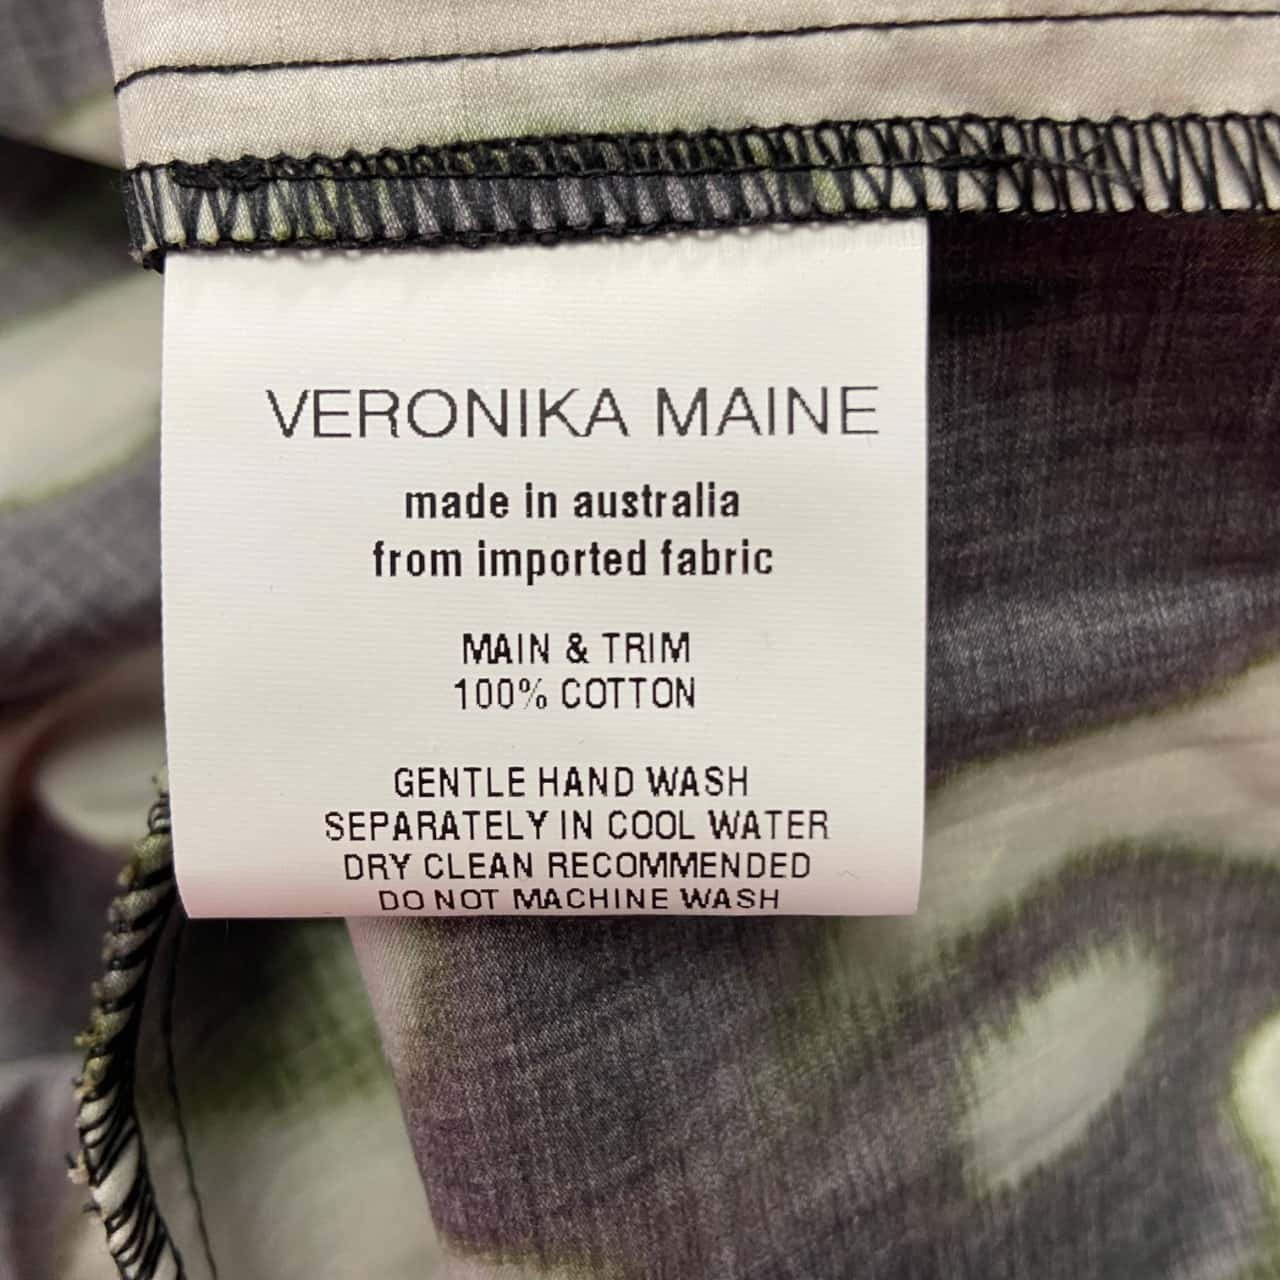 VERONIKA MAINE
made in australia
from imported fabric
MAIN & TRIM
100% COTTON
GENTLE HAND WASH
SEPARATELY IN COOL WATER
DRY CLEAN RECOMMENDED
DO NOT MACHINE WASH